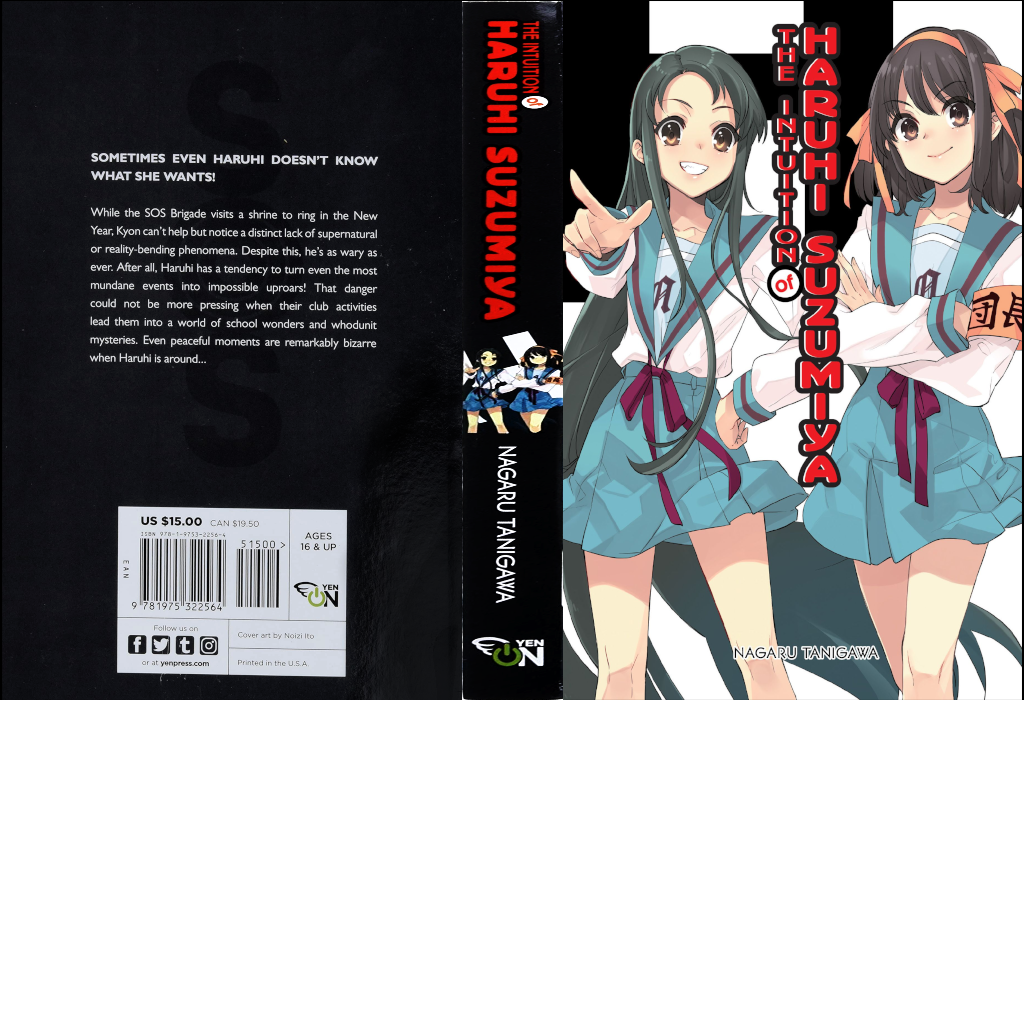 SOMETIMES EVEN HARUHI DOESN'T KNOW
WHAT SHE WANTS!
While the SOS Brigade visits a shrine to ring in the New
Year, Kyon can't help but notice a distinct lack of supernatural
or reality-bending phenomena. Despite this, he's as wary as
ever. After all, Haruhi has a tendency to turn even the most
mundane events into impossible uproars! That danger
could not be more pressing when their club activities
lead them into a world of school wonders and whodunit
mysteries. Even peaceful moments are remarkably bizarre
when Haruhi is around...
S
O
S
US $15.00 CAN $19.50
ISBN 978-1-9753-2256-4
51500 >
EAN
9 781975 322564
AGES
16 & UP
YEN
ON
Follow us on
f t
or at yenpress.com
Cover art by Noizi Ito
Printed in the U.S.A.
THE INTUITION of
HARUHI SUZUMIYA
NAGARU TANIGAWA
YEN
ON
THE INTUITION of
HARUHI SUZUMIYA
A
A
団長
NAGARU TANIGAWA